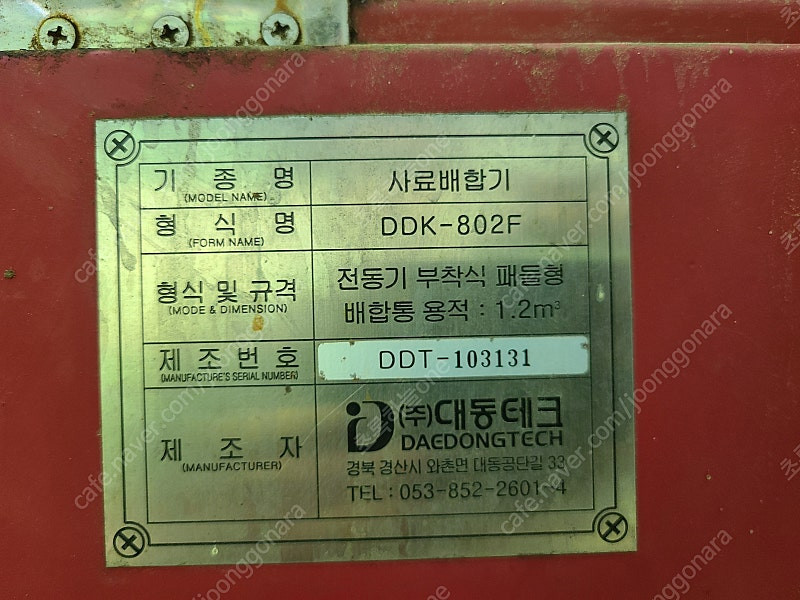 기 종 명
(MODEL NAME)
사료배합기
형 식 명
(FORM NAME)
DDK-802F
형식 및 규격
(MODE & DIMENSION)
전동기 부착식 패들형
배합통 용적 : 1.2m³
제 조 번 호
(MANUFACTURE'S SERIAL NUMBER)
DDT-103131
제 조 자
(MANUFACTURER)
(주)대동테크
DAEDONGTECH
경북 경산시 와촌면 대동공단길 33
TEL : 053-852-2601~4
cafe.naver.com/joonggonara